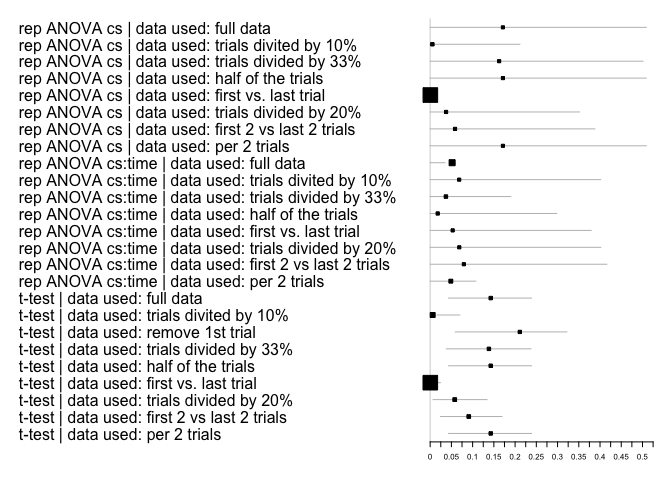 rep ANOVA cs | data used: full data
rep ANOVA cs | data used: trials divited by 10%
rep ANOVA cs | data used: trials divided by 33%
rep ANOVA cs | data used: half of the trials
rep ANOVA cs | data used: first vs. last trial
rep ANOVA cs | data used: trials divided by 20%
rep ANOVA cs | data used: first 2 vs last 2 trials
rep ANOVA cs | data used: per 2 trials
rep ANOVA cs:time | data used: full data
rep ANOVA cs:time | data used: trials divited by 10%
rep ANOVA cs:time | data used: trials divided by 33%
rep ANOVA cs:time | data used: half of the trials
rep ANOVA cs:time | data used: first vs. last trial
rep ANOVA cs:time | data used: trials divided by 20%
rep ANOVA cs:time | data used: first 2 vs last 2 trials
rep ANOVA cs:time | data used: per 2 trials
t-test | data used: full data
t-test | data used: trials divited by 10%
t-test | data used: remove 1st trial
t-test | data used: trials divided by 33%
t-test | data used: half of the trials
t-test | data used: first vs. last trial
t-test | data used: trials divided by 20%
t-test | data used: first 2 vs last 2 trials
t-test | data used: per 2 trials
0 0.05 0.1 0.15 0.2 0.25 0.3 0.35 0.4 0.45 0.5